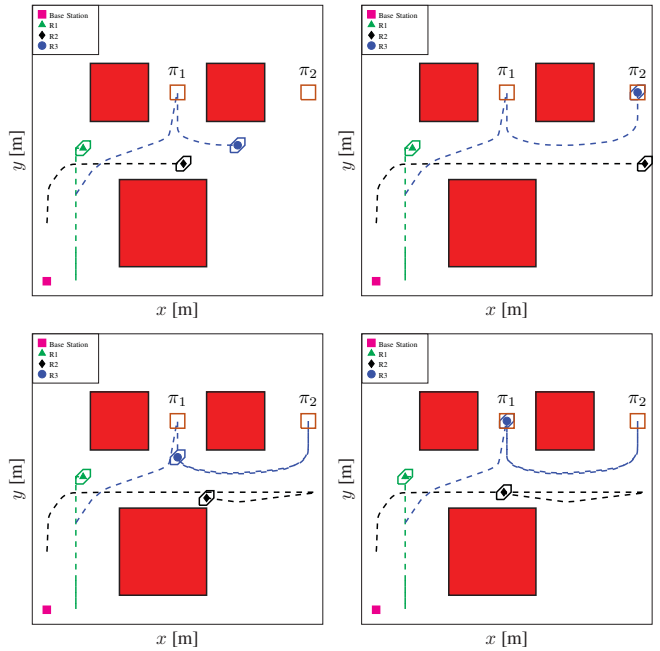 Base Station
R1
R2
R3
π1
π2
y [m]
x [m]
Base Station
R1
R2
R3
π1
π2
y [m]
x [m]
Base Station
R1
R2
R3
π1
π2
y [m]
x [m]
Base Station
R1
R2
R3
π1
π2
y [m]
x [m]